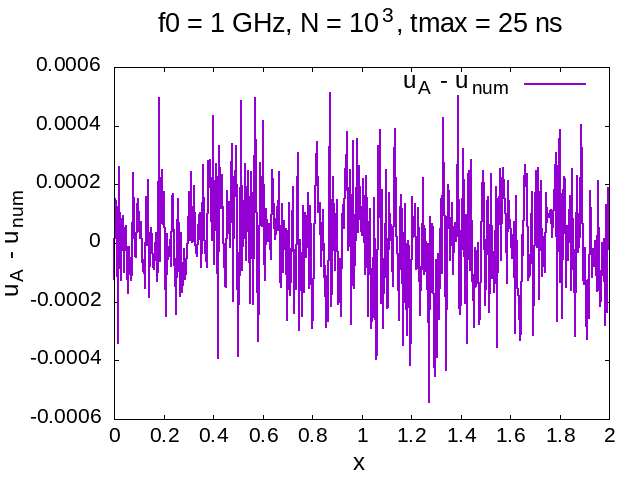 f0 = 1 GHz, N = 10^3, tmax = 25 ns
u_A - u_num
u_A - u_num
0.0006
0.0004
0.0002
0
-0.0002
-0.0004
-0.0006
0 0.2 0.4 0.6 0.8 1 1.2 1.4 1.6 1.8 2
x